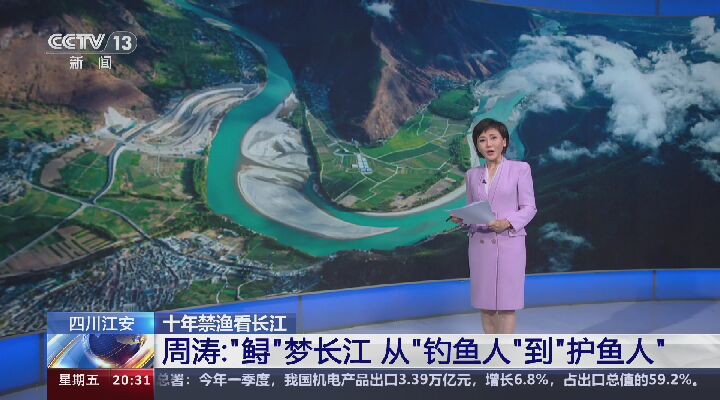 CCTV 13
新闻
四川江安
十年禁渔看长江
周涛:"鲟"梦长江 从"钓鱼人"到"护鱼人"
星期五 20:31 总署：今年一季度，我国机电产品出口3.39万亿元，增长6.8%，占出口总值的59.2%。